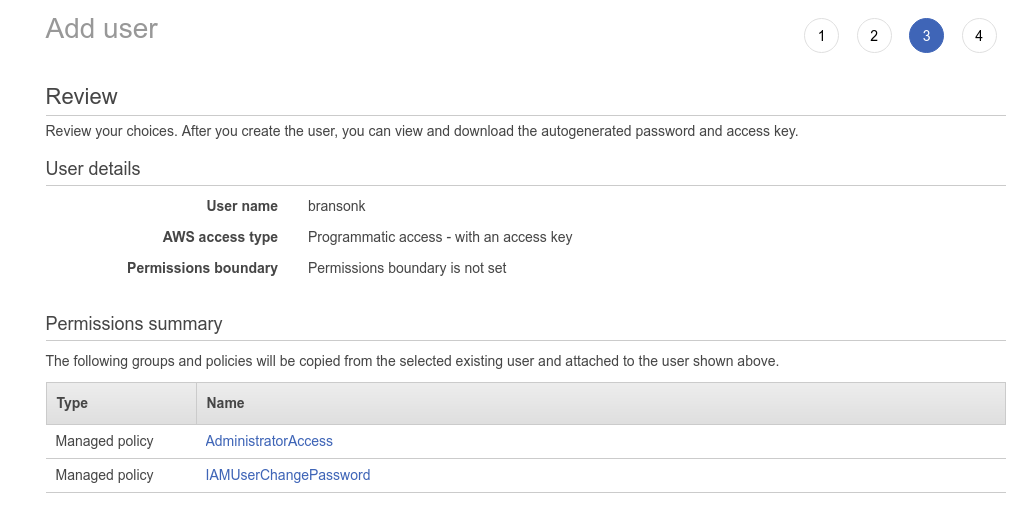 Add user
1 2 3 4
Review
Review your choices. After you create the user, you can view and download the autogenerated password and access key.
User details
User name bransonk
AWS access type Programmatic access - with an access key
Permissions boundary Permissions boundary is not set
Permissions summary
The following groups and policies will be copied from the selected existing user and attached to the user shown above.
Type Name
Managed policy AdministratorAccess
Managed policy IAMUserChangePassword